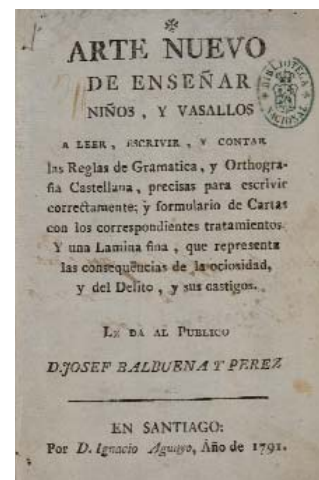 ARTE NUEVO
DE ENSEÑAR
NIÑOS, Y VASALLOS
A LEER, ESCRIVIR, Y CONTAR
las Reglas de Gramatica, y Orthogra-
fia Castellana, precisas para escrivir
correctamente; y formulario de Cartas
con los correspondientes tratamientos.
Y una Lamina fina, que representa
las consequencias de la ociosidad,
y del Delito, y sus castigos.
LE DA AL PUBLICO
D. JOSEF BALBUENA Y PEREZ
EN SANTIAGO:
Por D. Ignacio Aguayo, Año de 1791.
BIBLIOTECA
NACIONAL